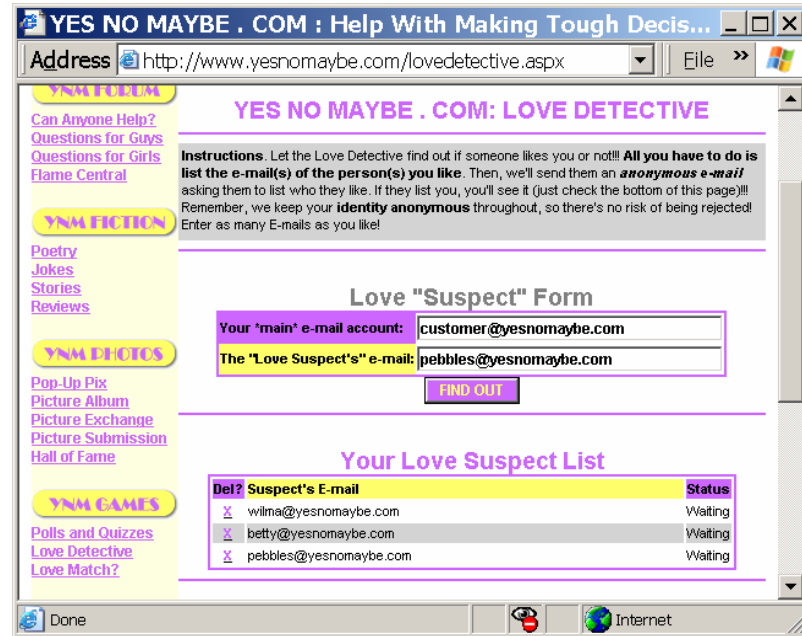 YES NO MAYBE . COM : Help With Making Tough Decis...
Address http://www.yesnomaybe.com/lovedetective.aspx File »
YNM FORUM
Can Anyone Help?
Questions for Guys
Questions for Girls
Flame Central
YNM FICTION
Poetry
Jokes
Stories
Reviews
YNM PHOTOS
Pop-Up Pix
Picture Album
Picture Exchange
Picture Submission
Hall of Fame
YNM GAMES
Polls and Quizzes
Love Detective
Love Match?
YES NO MAYBE . COM: LOVE DETECTIVE
Instructions. Let the Love Detective find out if someone likes you or not!!! All you have to do is
list the e-mail(s) of the person(s) you like. Then, we'll send them an anonymous e-mail
asking them to list who they like. If they list you, you'll see it (just check the bottom of this page)!!!
Remember, we keep your identity anonymous throughout, so there's no risk of being rejected!
Enter as many E-mails as you like!
Love "Suspect" Form
Your *main* e-mail account: customer@yesnomaybe.com
The "Love Suspect's" e-mail: pebbles@yesnomaybe.com
FIND OUT
Your Love Suspect List
Del? Suspect's E-mail Status
X wilma@yesnomaybe.com Waiting
X betty@yesnomaybe.com Waiting
X pebbles@yesnomaybe.com Waiting
Done Internet